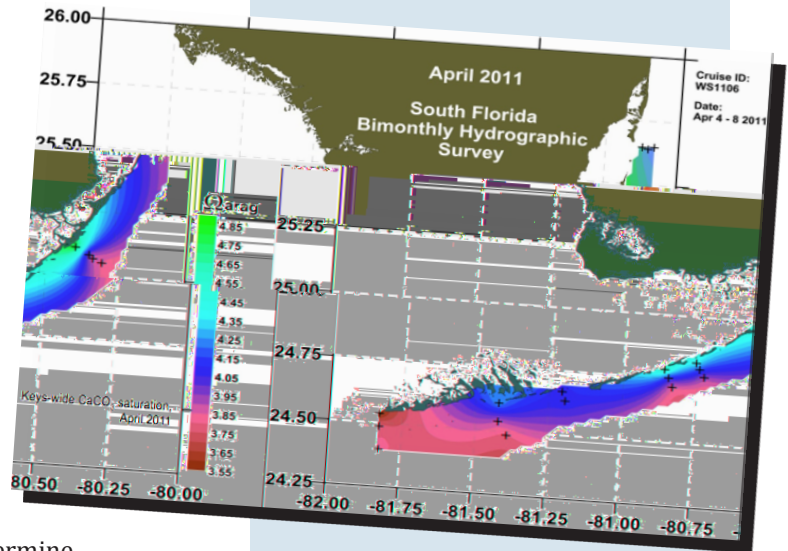 26.00
25.75
25.50
April 2011
South Florida
Bimonthly Hydrographic
Survey
Cruise ID:
WS1106
Date:
Apr 4 - 8 2011
Ωarag
4.85
4.75
4.65
4.55
4.45
4.35
4.25
4.15
4.05
3.95
3.85
3.75
3.65
3.55
25.25
25.00
24.75
24.50
24.25
Keys-wide CaCO₃ saturation,
April 2011
80.50
-80.25
-80.00
-82.00
-81.75
-81.50
-81.25
-81.00
-80.75
ermine